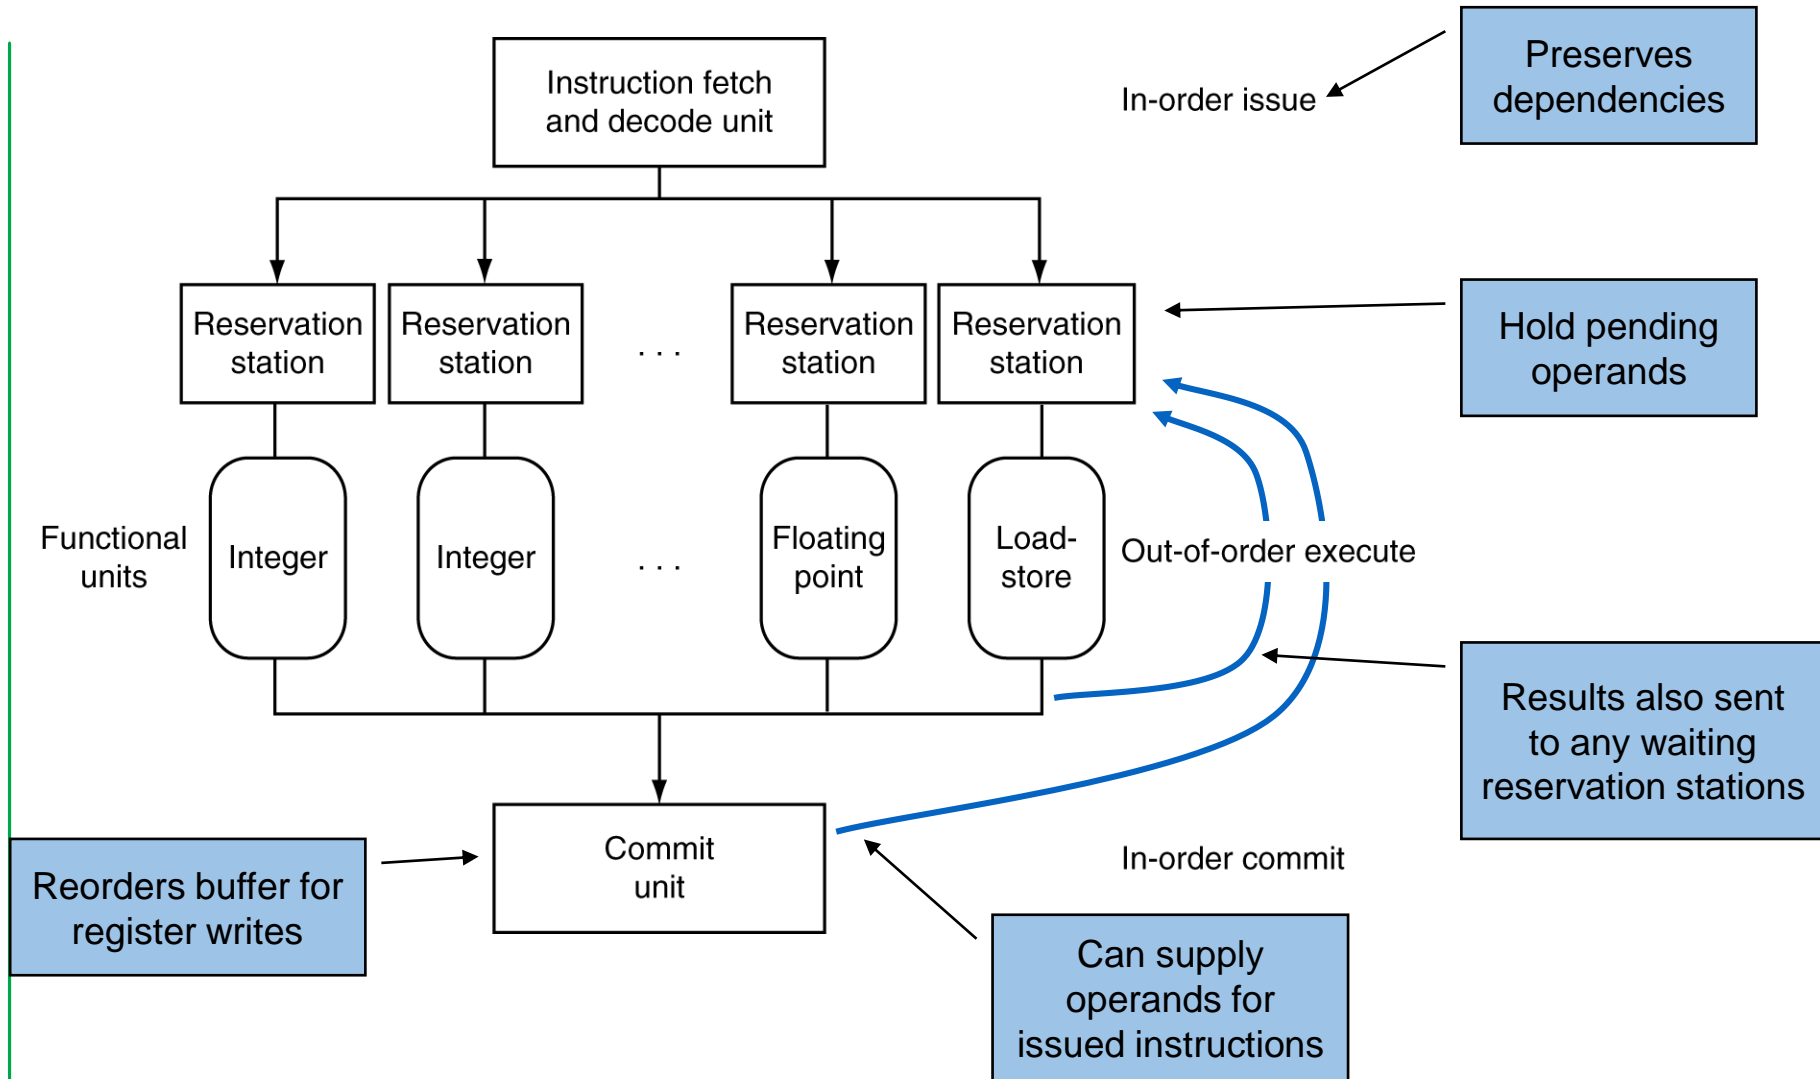 Instruction fetch
and decode unit
In-order issue
Preserves
dependencies
Reservation
station
Reservation
station
. . .
Reservation
station
Reservation
station
Hold pending
operands
Functional
units
Integer
Integer
. . .
Floating
point
Load-
store
Out-of-order execute
Results also sent
to any waiting
reservation stations
Commit
unit
In-order commit
Reorders buffer for
register writes
Can supply
operands for
issued instructions